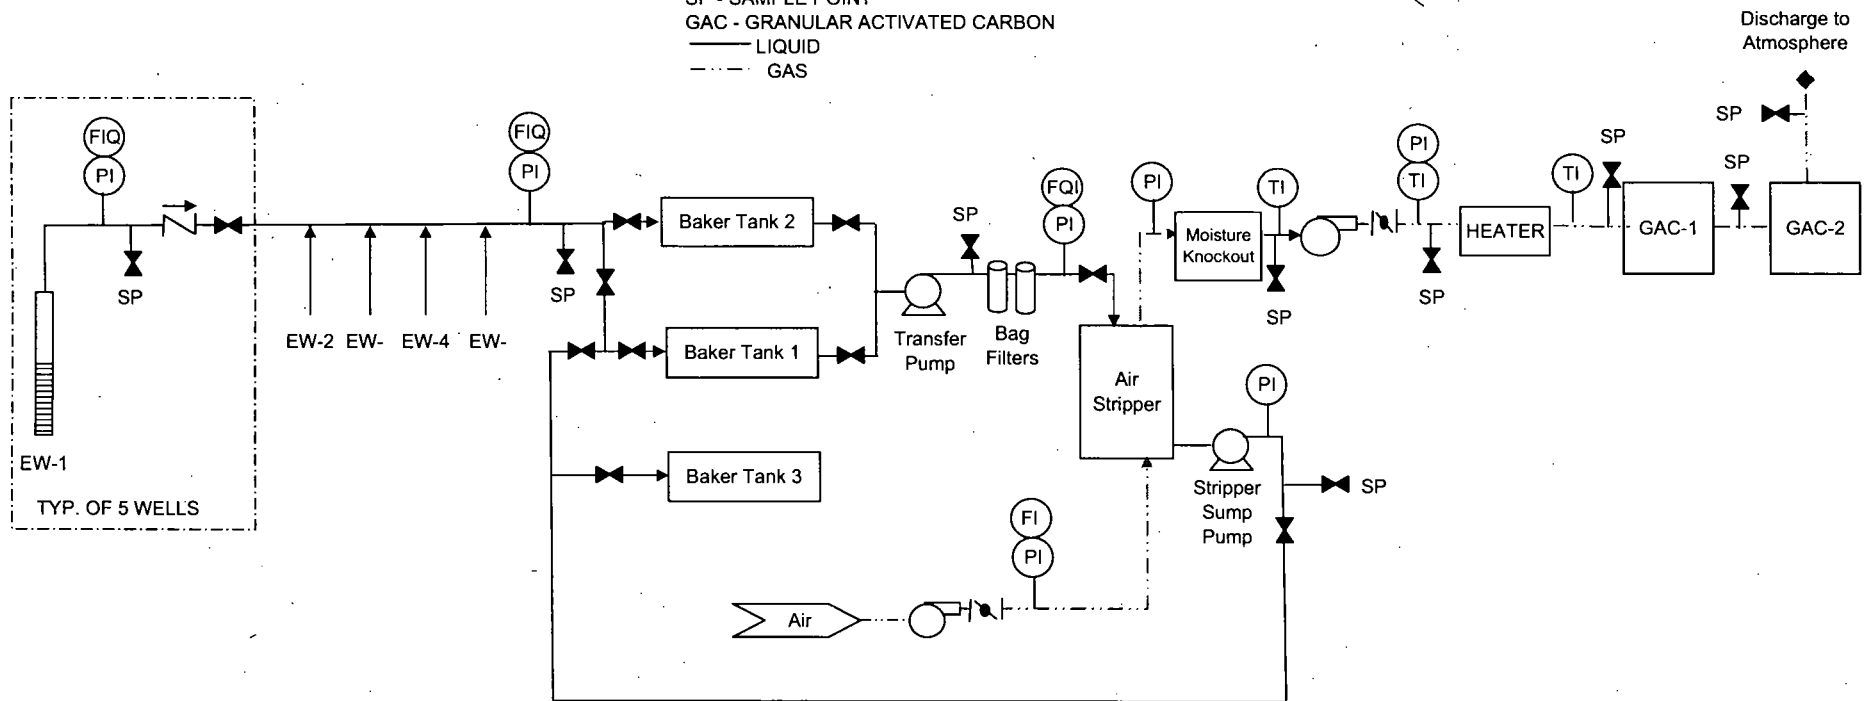 SP - SAMPLE POINT
GAC - GRANULAR ACTIVATED CARBON
LIQUID
GAS
Discharge to
Atmosphere
FIQ
PI
SP
EW-1
TYP. OF 5 WELLS
EW-2
EW-
EW-4
EW-
FIQ
PI
SP
Baker Tank 2
Baker Tank 1
Baker Tank 3
Transfer
Pump
SP
Bag
Filters
FQI
PI
Air
Stripper
PI
Moisture
Knockout
TI
SP
PI
TI
SP
HEATER
TI
SP
GAC-1
SP
GAC-2
SP
PI
Stripper
Sump
Pump
SP
FI
PI
Air